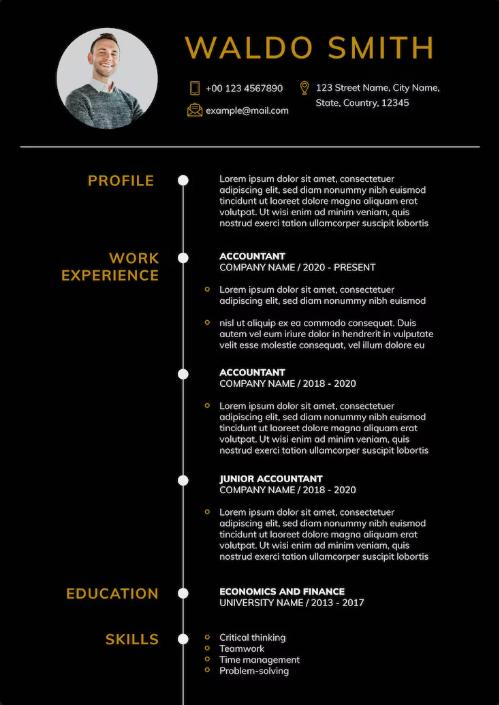 WALDO SMITH
+00 123 4567890
example@mail.com
123 Street Name, City Name,
State, Country, 12345
PROFILE
Lorem ipsum dolor sit amet, consectetuer
adipiscing elit, sed diam nonummy nibh euismod
tincidunt ut laoreet dolore magna aliquam erat
volutpat. Ut wisi enim ad minim veniam, quis
nostrud exerci tation ullamcorper suscipit lobortis
WORK
EXPERIENCE
ACCOUNTANT
COMPANY NAME / 2020 - PRESENT
Lorem ipsum dolor sit amet, consectetuer
adipiscing elit, sed diam nonummy nibh euismod
nisl ut aliquip ex ea commodo consequat. Duis
autem vel eum iriure dolor in hendrerit in vulputate
velit esse molestie consequat, vel illum dolore eu
ACCOUNTANT
COMPANY NAME / 2018 - 2020
Lorem ipsum dolor sit amet, consectetuer
adipiscing elit, sed diam nonummy nibh euismod
tincidunt ut laoreet dolore magna aliquam erat
volutpat. Ut wisi enim ad minim veniam, quis
nostrud exerci tation ullamcorper suscipit lobortis
JUNIOR ACCOUNTANT
COMPANY NAME / 2018 - 2020
Lorem ipsum dolor sit amet, consectetuer
adipiscing elit, sed diam nonummy nibh euismod
tincidunt ut laoreet dolore magna aliquam erat
volutpat. Ut wisi enim ad minim veniam, quis
nostrud exerci tation ullamcorper suscipit lobortis
EDUCATION
ECONOMICS AND FINANCE
UNIVERSITY NAME / 2013 - 2017
SKILLS
Critical thinking
Teamwork
Time management
Problem-solving